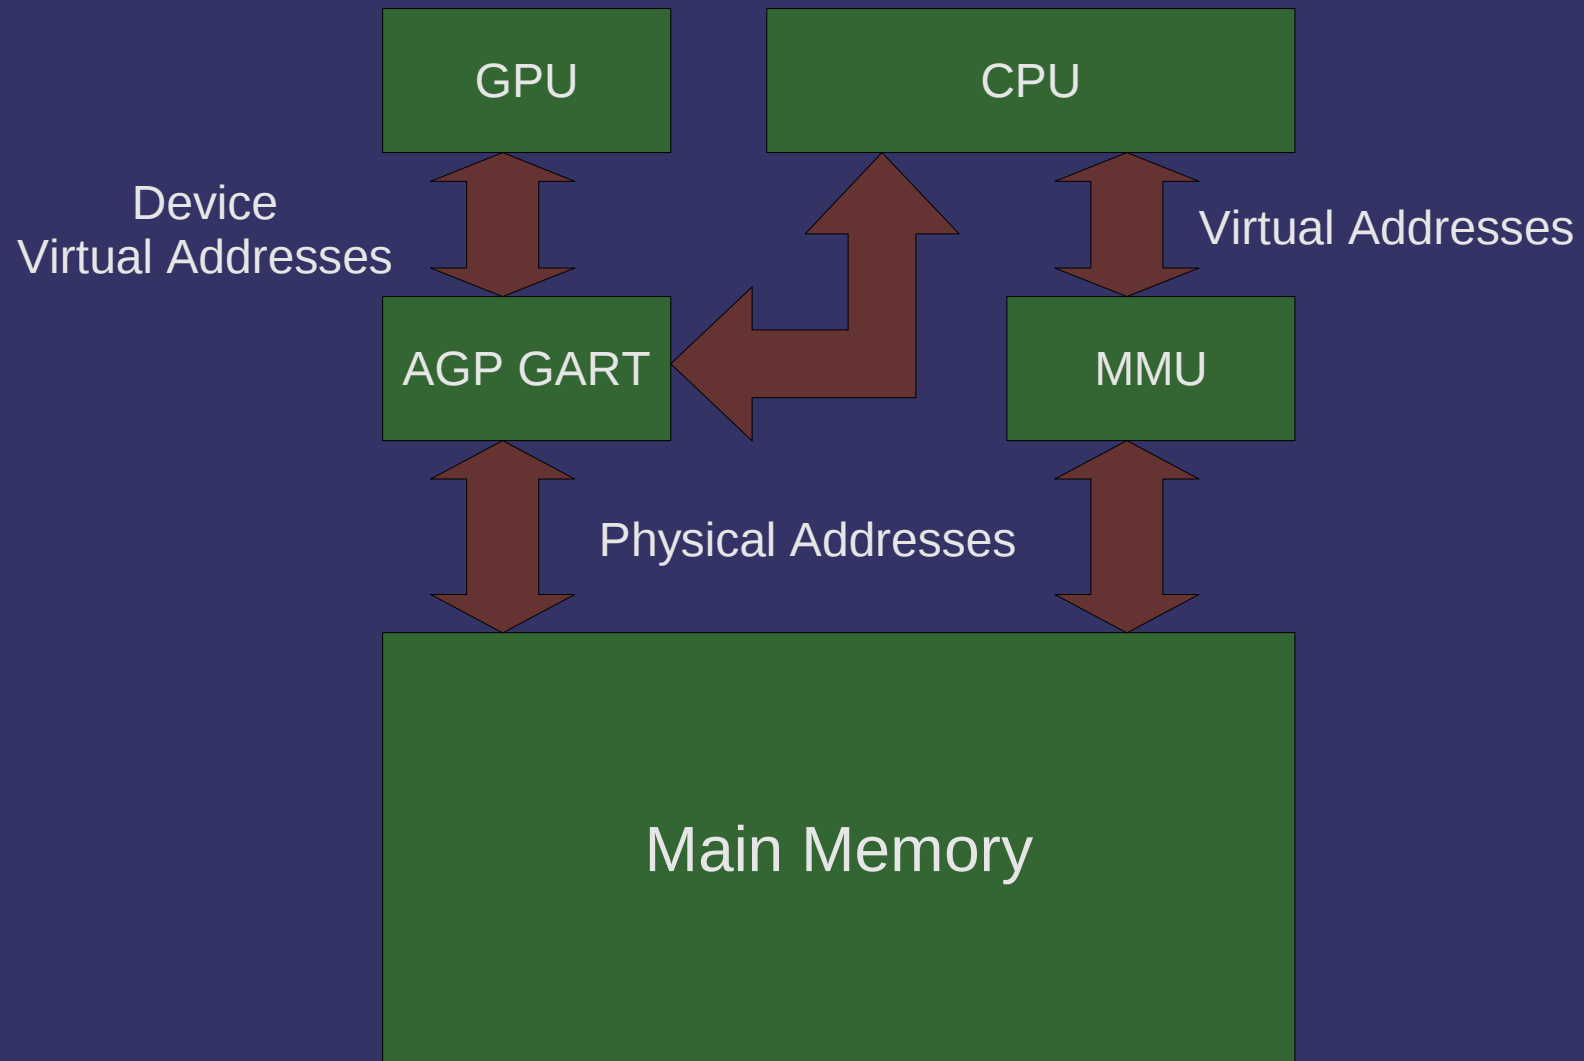 GPU
CPU
Device
Virtual Addresses
Virtual Addresses
AGP GART
MMU
Physical Addresses
Main Memory